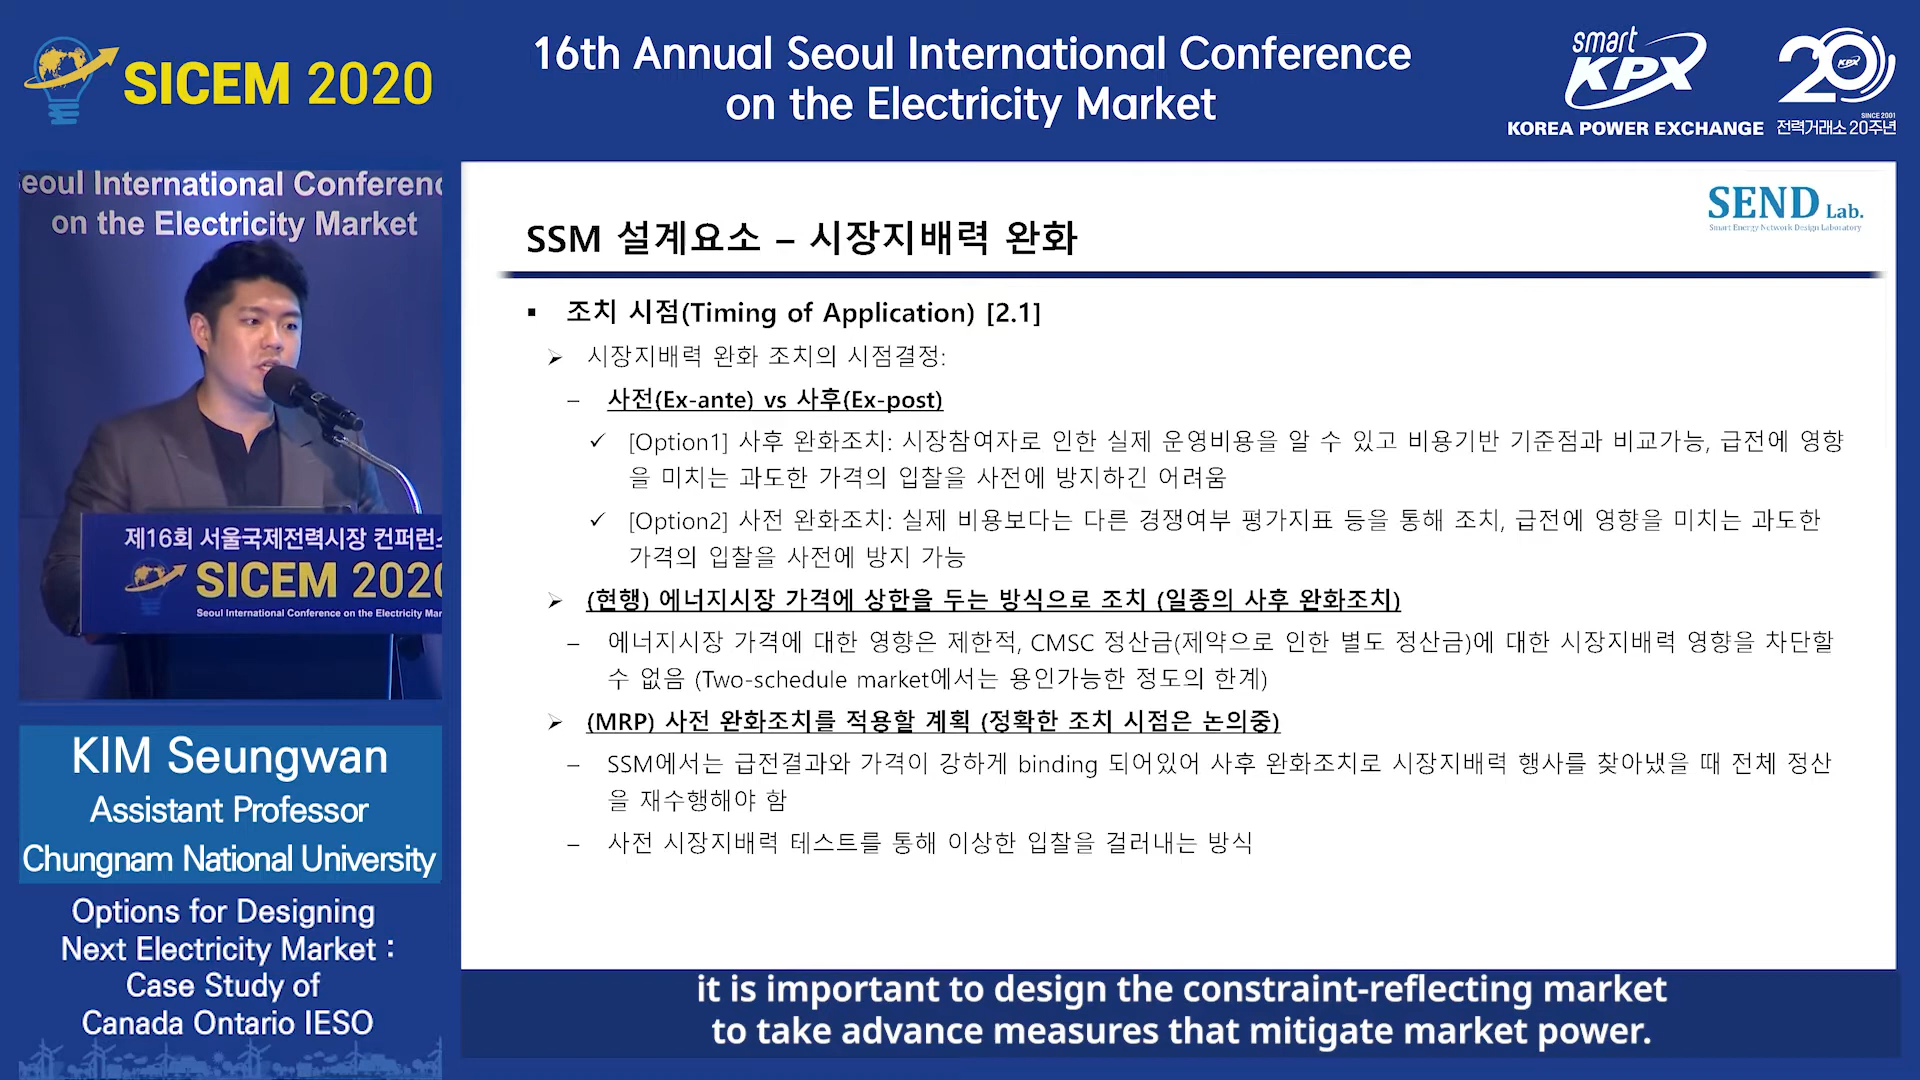 SICEM 2020
16th Annual Seoul International Conference
on the Electricity Market
smart
KPX
KOREA POWER EXCHANGE
20
KPX
SINCE 2001
전력거래소 20주년
Seoul International Conferenc
on the Electricity Market
제16회 서울국제전력시장 컨퍼런스
SICEM 2020
Seoul International Conference on the Electricity Mar
KIM Seungwan
Assistant Professor
Chungnam National University
Options for Designing
Next Electricity Market :
Case Study of
Canada Ontario IESO
SEND Lab.
Smart Energy Network Design Laboratory
SSM 설계요소 – 시장지배력 완화
▪ 조치 시점(Timing of Application) [2.1]
➢ 시장지배력 완화 조치의 시점결정:
– 사전(Ex-ante) vs 사후(Ex-post)
✓ [Option1] 사후 완화조치: 시장참여자로 인한 실제 운영비용을 알 수 있고 비용기반 기준점과 비교가능, 급전에 영향
을 미치는 과도한 가격의 입찰을 사전에 방지하긴 어려움
✓ [Option2] 사전 완화조치: 실제 비용보다는 다른 경쟁여부 평가지표 등을 통해 조치, 급전에 영향을 미치는 과도한
가격의 입찰을 사전에 방지 가능
➢ (현행) 에너지시장 가격에 상한을 두는 방식으로 조치 (일종의 사후 완화조치)
– 에너지시장 가격에 대한 영향은 제한적, CMSC 정산금(제약으로 인한 별도 정산금)에 대한 시장지배력 영향을 차단할
수 없음 (Two-schedule market에서는 용인가능한 정도의 한계)
➢ (MRP) 사전 완화조치를 적용할 계획 (정확한 조치 시점은 논의중)
– SSM에서는 급전결과와 가격이 강하게 binding 되어있어 사후 완화조치로 시장지배력 행사를 찾아냈을 때 전체 정산
을 재수행해야 함
– 사전 시장지배력 테스트를 통해 이상한 입찰을 걸러내는 방식
it is important to design the constraint-reflecting market
to take advance measures that mitigate market power.